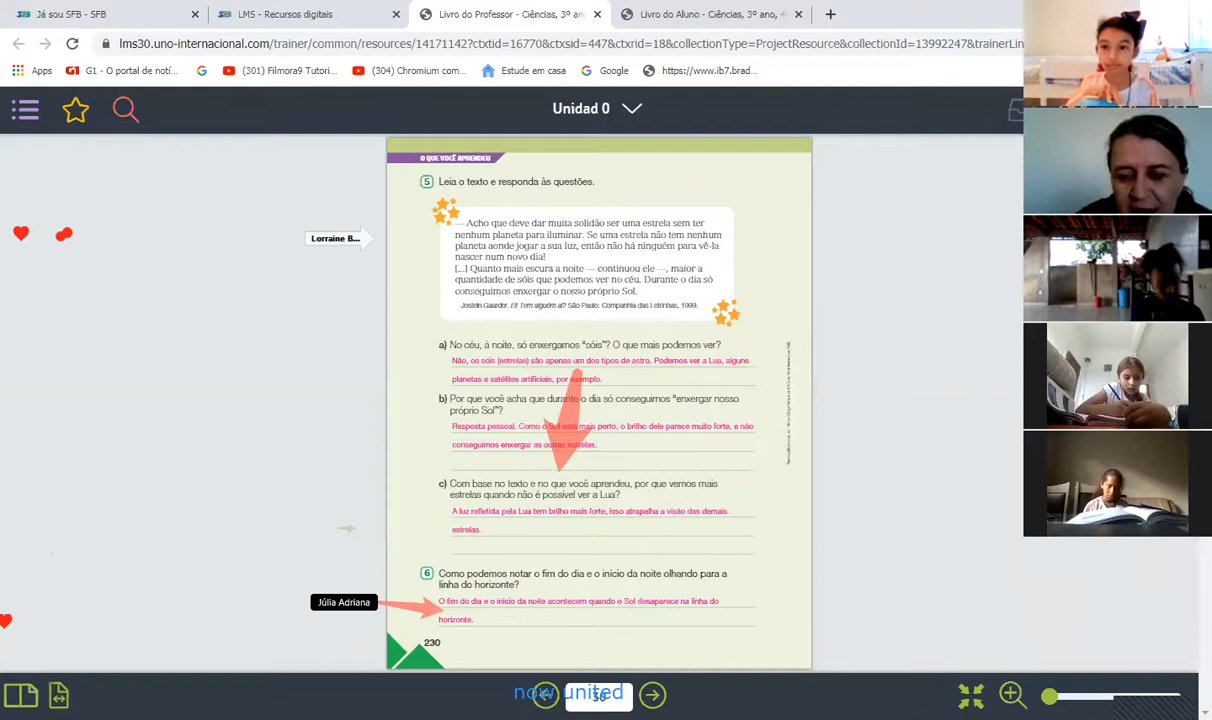 Já sou SFB - SFB
LMS - Recursos digitais
Livro do Professor - Ciências, 3º an
Livro do Aluno - Ciências, 3º ano, 4
lms30.uno-internacional.com/trainer/common/resources/14171142?ctxtid=16770&ctxsid=447&ctxrid=18&collectionType=ProjectResource&collectionId=13992247&trainerLin
Apps
G1 - O portal de notí...
(301) Filmora9 Tutori...
(304) Chromium com...
Estude em casa
Google
https://www.ib7.brad...
Unidad 0
O QUE VOCÊ APRENDEU
5 Leia o texto e responda às questões.
— Acho que deve dar muita solidão ser uma estrela sem ter
nenhum planeta para iluminar. Se uma estrela não tem nenhum
planeta aonde jogar a sua luz, então não há ninguém para vê-la
nascer num novo dia!
[...] Quanto mais escura a noite — continuou ele —, maior a
quantidade de sóis que podemos ver no céu. Durante o dia só
conseguimos enxergar o nosso próprio Sol.
Jostein Gaarder. Ei! Tem alguém aí? São Paulo: Companhia das Letrinhas, 1999.
Lorraine B...
a) No céu, à noite, só enxergamos "sóis"? O que mais podemos ver?
Não, os sóis (estrelas) são apenas um dos tipos de astro. Podemos ver a Lua, alguns
planetas e satélites artificiais, por exemplo.
b) Por que você acha que durante o dia só conseguimos "enxergar nosso
próprio Sol"?
Resposta pessoal. Como o Sol está mais perto, o brilho dele parece muito forte, e não
conseguimos enxergar as outras estrelas.
c) Com base no texto e no que você aprendeu, por que vemos mais
estrelas quando não é possível ver a Lua?
A luz refletida pela Lua tem brilho mais forte, isso atrapalha a visão das demais
estrelas.
6 Como podemos notar o fim do dia e o início da noite olhando para a
linha do horizonte?
Júlia Adriana
O fim do dia e o início da noite acontecem quando o Sol desaparece na linha do
horizonte.
230
now united